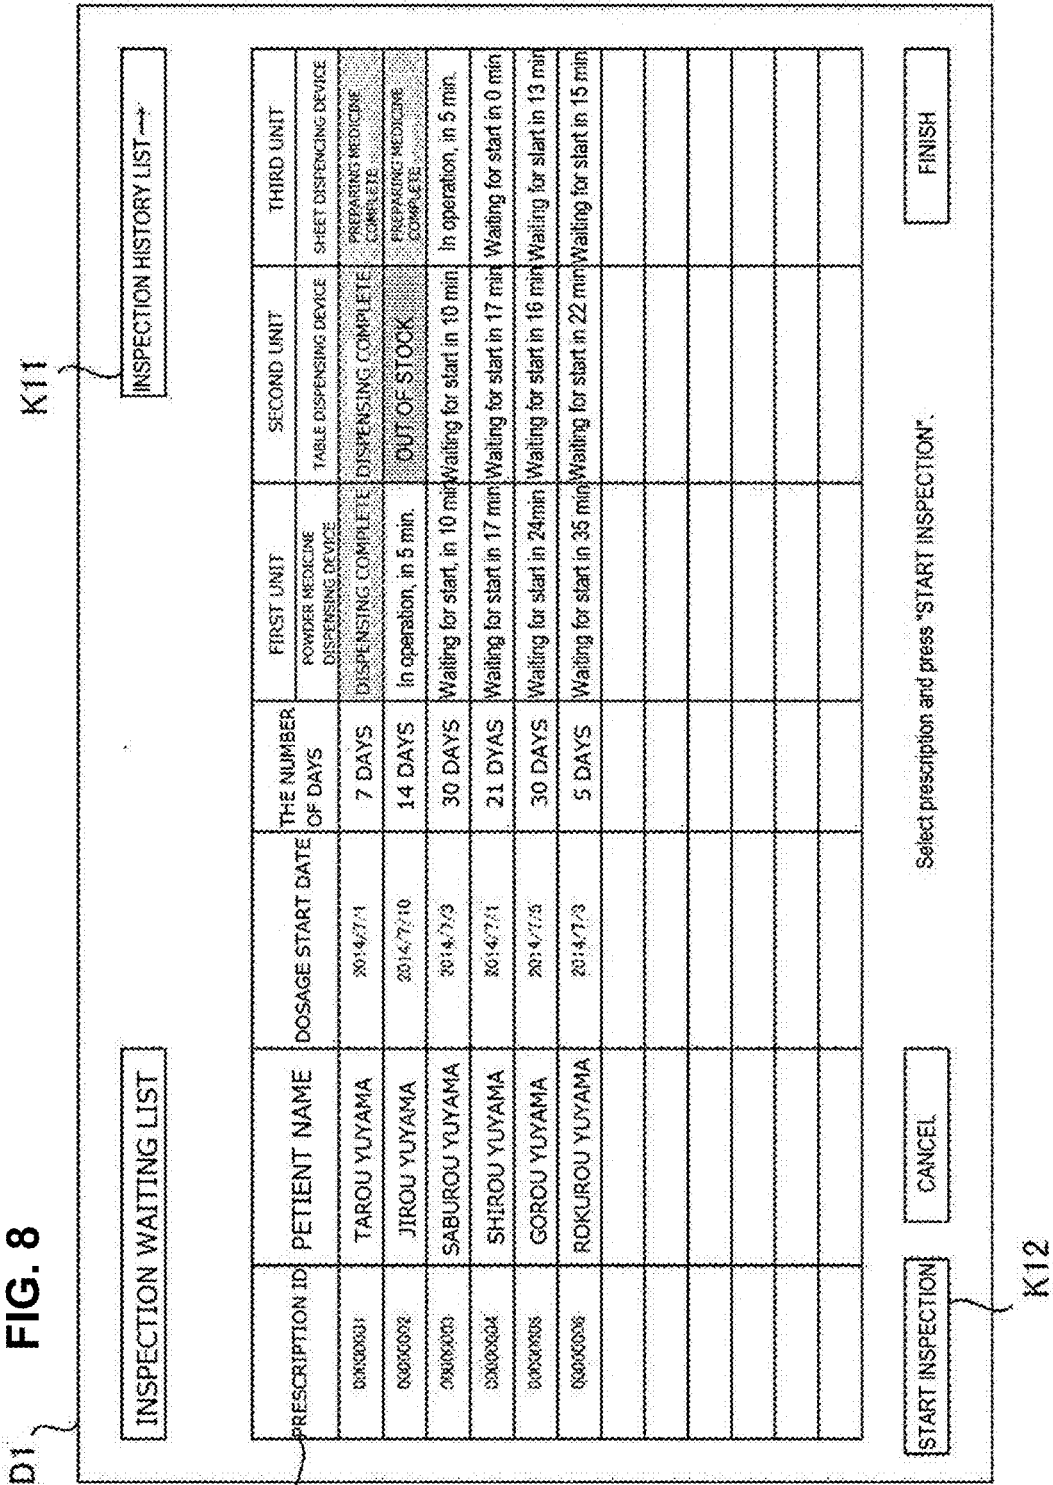 FIG. 8
D1
K11
INSPECTION WAITING LIST
INSPECTION HISTORY LIST→
PRESCRIPTION ID PETIENT NAME DOSAGE START DATE THE NUMBER OF DAYS FIRST UNIT SECOND UNIT THIRD UNIT
POWDER MEDICINE DISPENSING DEVICE TABLE DISPENSING DEVICE SHEET DISPENCING DEVICE
00000001 TAROU YUYAMA 2014/7/1 7 DAYS DISPENSING COMPLETE DISPENSING COMPLETE PREPARING MEDICINE COMPLETE
00000002 JIROU YUYAMA 2014/7/10 14 DAYS In operation, in 5 min. OUT OF STOCK PREPARING MEDICINE COMPLETE
00000003 SABUROU YUYAMA 2014/7/3 30 DAYS Waiting for start, in 10 min Waiting for start in 10 min In operation, in 5 min.
00000004 SHIROU YUYAMA 2014/7/1 21 DYAS Waiting for start in 17 min Waiting for start in 17 min Waiting for start in 0 min
GOROU YUYAMA 30 DAYS Waiting for start in 24min Waiting for start in 16 min Waiting for start in 13 min
00000006 ROKUROU YUYAMA 2014/7/3 5 DAYS Waiting for start in 35 min Waiting for start in 22 min Waiting for start in 15 min
START INSPECTION CANCEL Select prescription and press "START INSPECTION". FINISH
K12